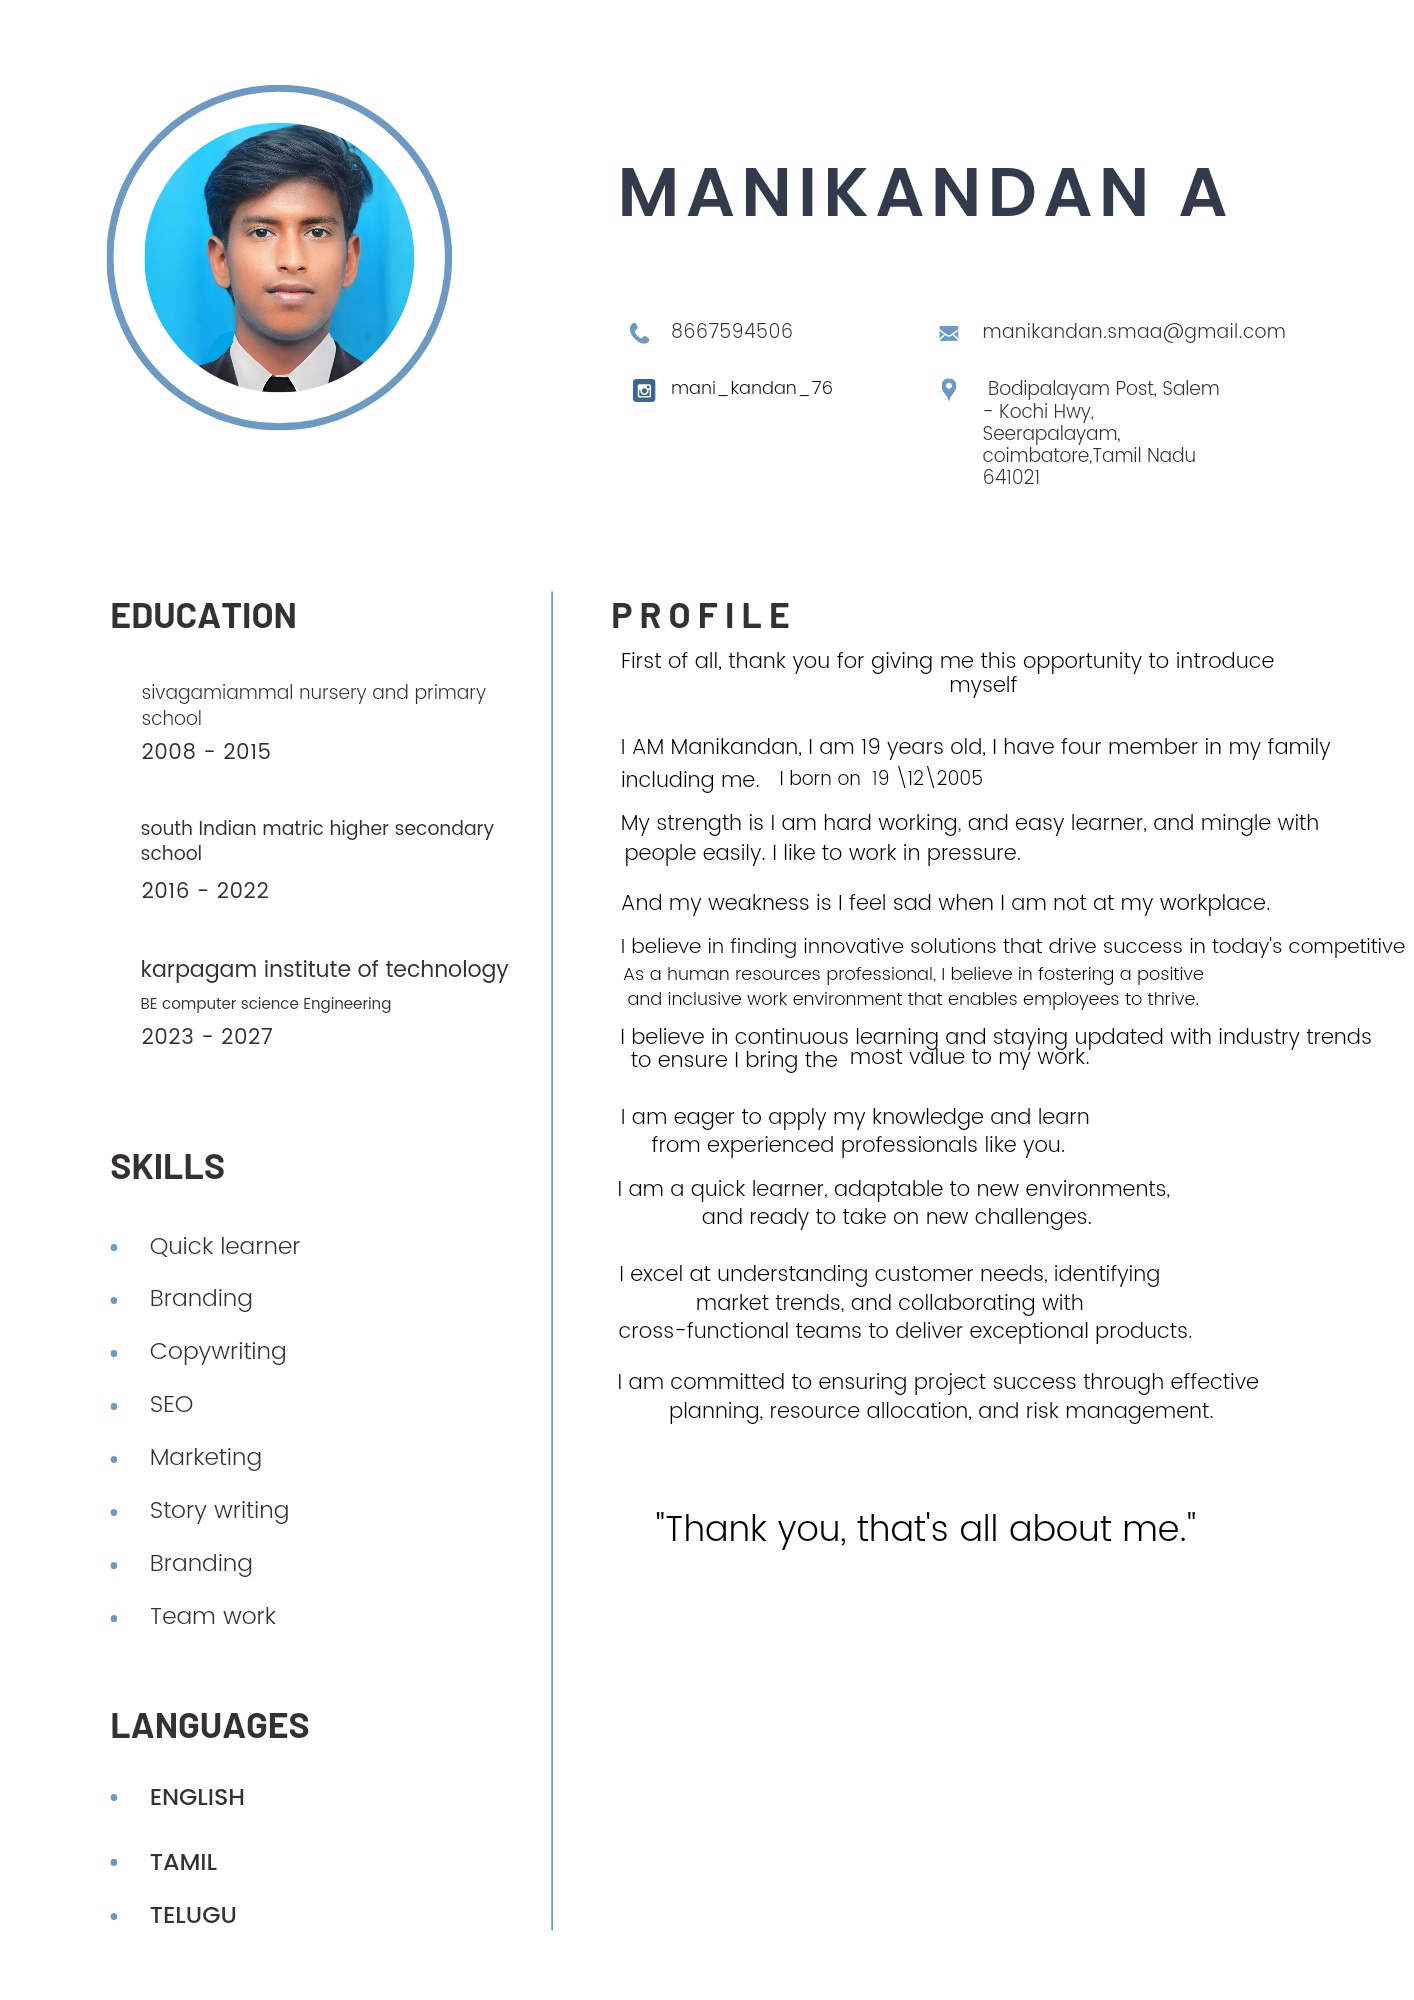 MANIKANDAN A
8667594506
manikandan.smaa@gmail.com
mani_kandan_76
Bodipalayam Post, Salem
- Kochi Hwy,
Seerapalayam,
coimbatore,Tamil Nadu
641021
EDUCATION
sivagamiammal nursery and primary
school
2008 - 2015
south Indian matric higher secondary
school
2016 - 2022
karpagam institute of technology
BE computer science Engineering
2023 - 2027
SKILLS
• Quick learner
• Branding
• Copywriting
• SEO
• Marketing
• Story writing
• Branding
• Team work
LANGUAGES
• ENGLISH
• TAMIL
• TELUGU
PROFILE
First of all, thank you for giving me this opportunity to introduce
myself
I AM Manikandan, I am 19 years old, I have four member in my family
including me. I born on 19 \12\2005
My strength is I am hard working, and easy learner, and mingle with
people easily. I like to work in pressure.
And my weakness is I feel sad when I am not at my workplace.
I believe in finding innovative solutions that drive success in today's competitive
As a human resources professional, I believe in fostering a positive
and inclusive work environment that enables employees to thrive.
I believe in continuous learning and staying updated with industry trends
to ensure I bring the most value to my work.
I am eager to apply my knowledge and learn
from experienced professionals like you.
I am a quick learner, adaptable to new environments,
and ready to take on new challenges.
I excel at understanding customer needs, identifying
market trends, and collaborating with
cross-functional teams to deliver exceptional products.
I am committed to ensuring project success through effective
planning, resource allocation, and risk management.
"Thank you, that's all about me."